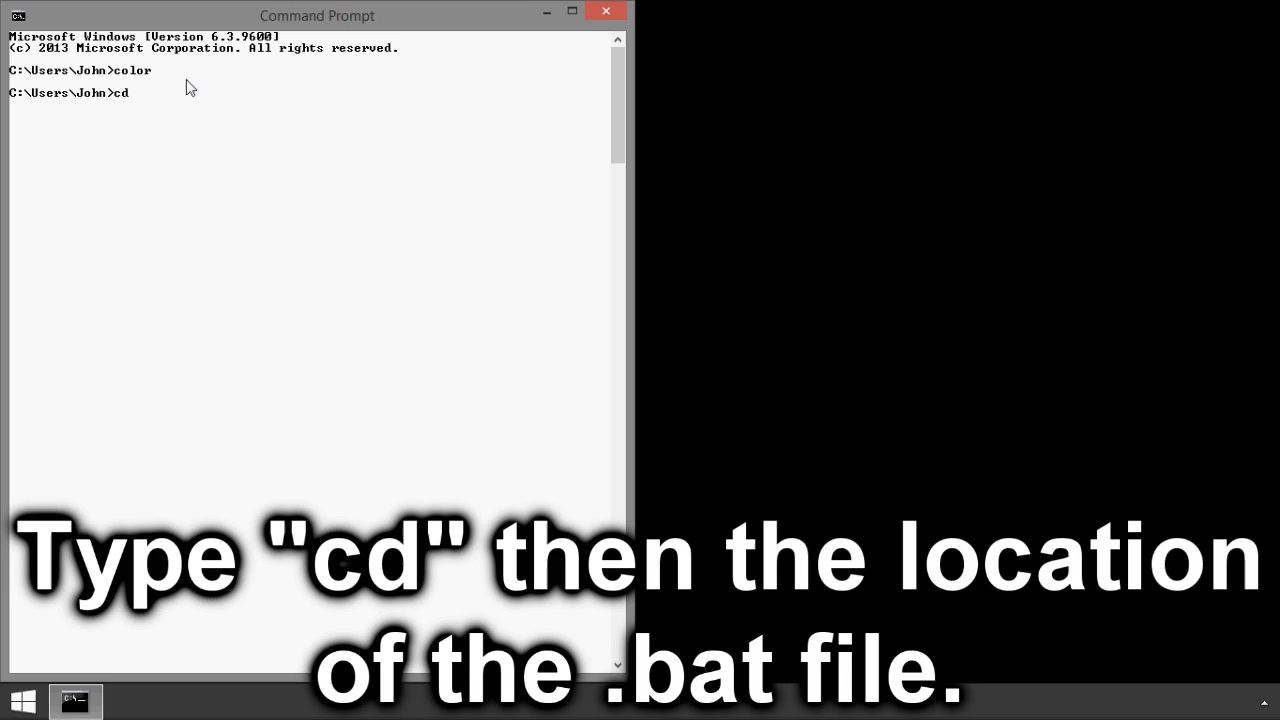 Command Prompt
Microsoft Windows [Version 6.3.9600]
(c) 2013 Microsoft Corporation. All rights reserved.
C:\Users\John>color
C:\Users\John>cd
Type "cd" then the location
of the .bat file.